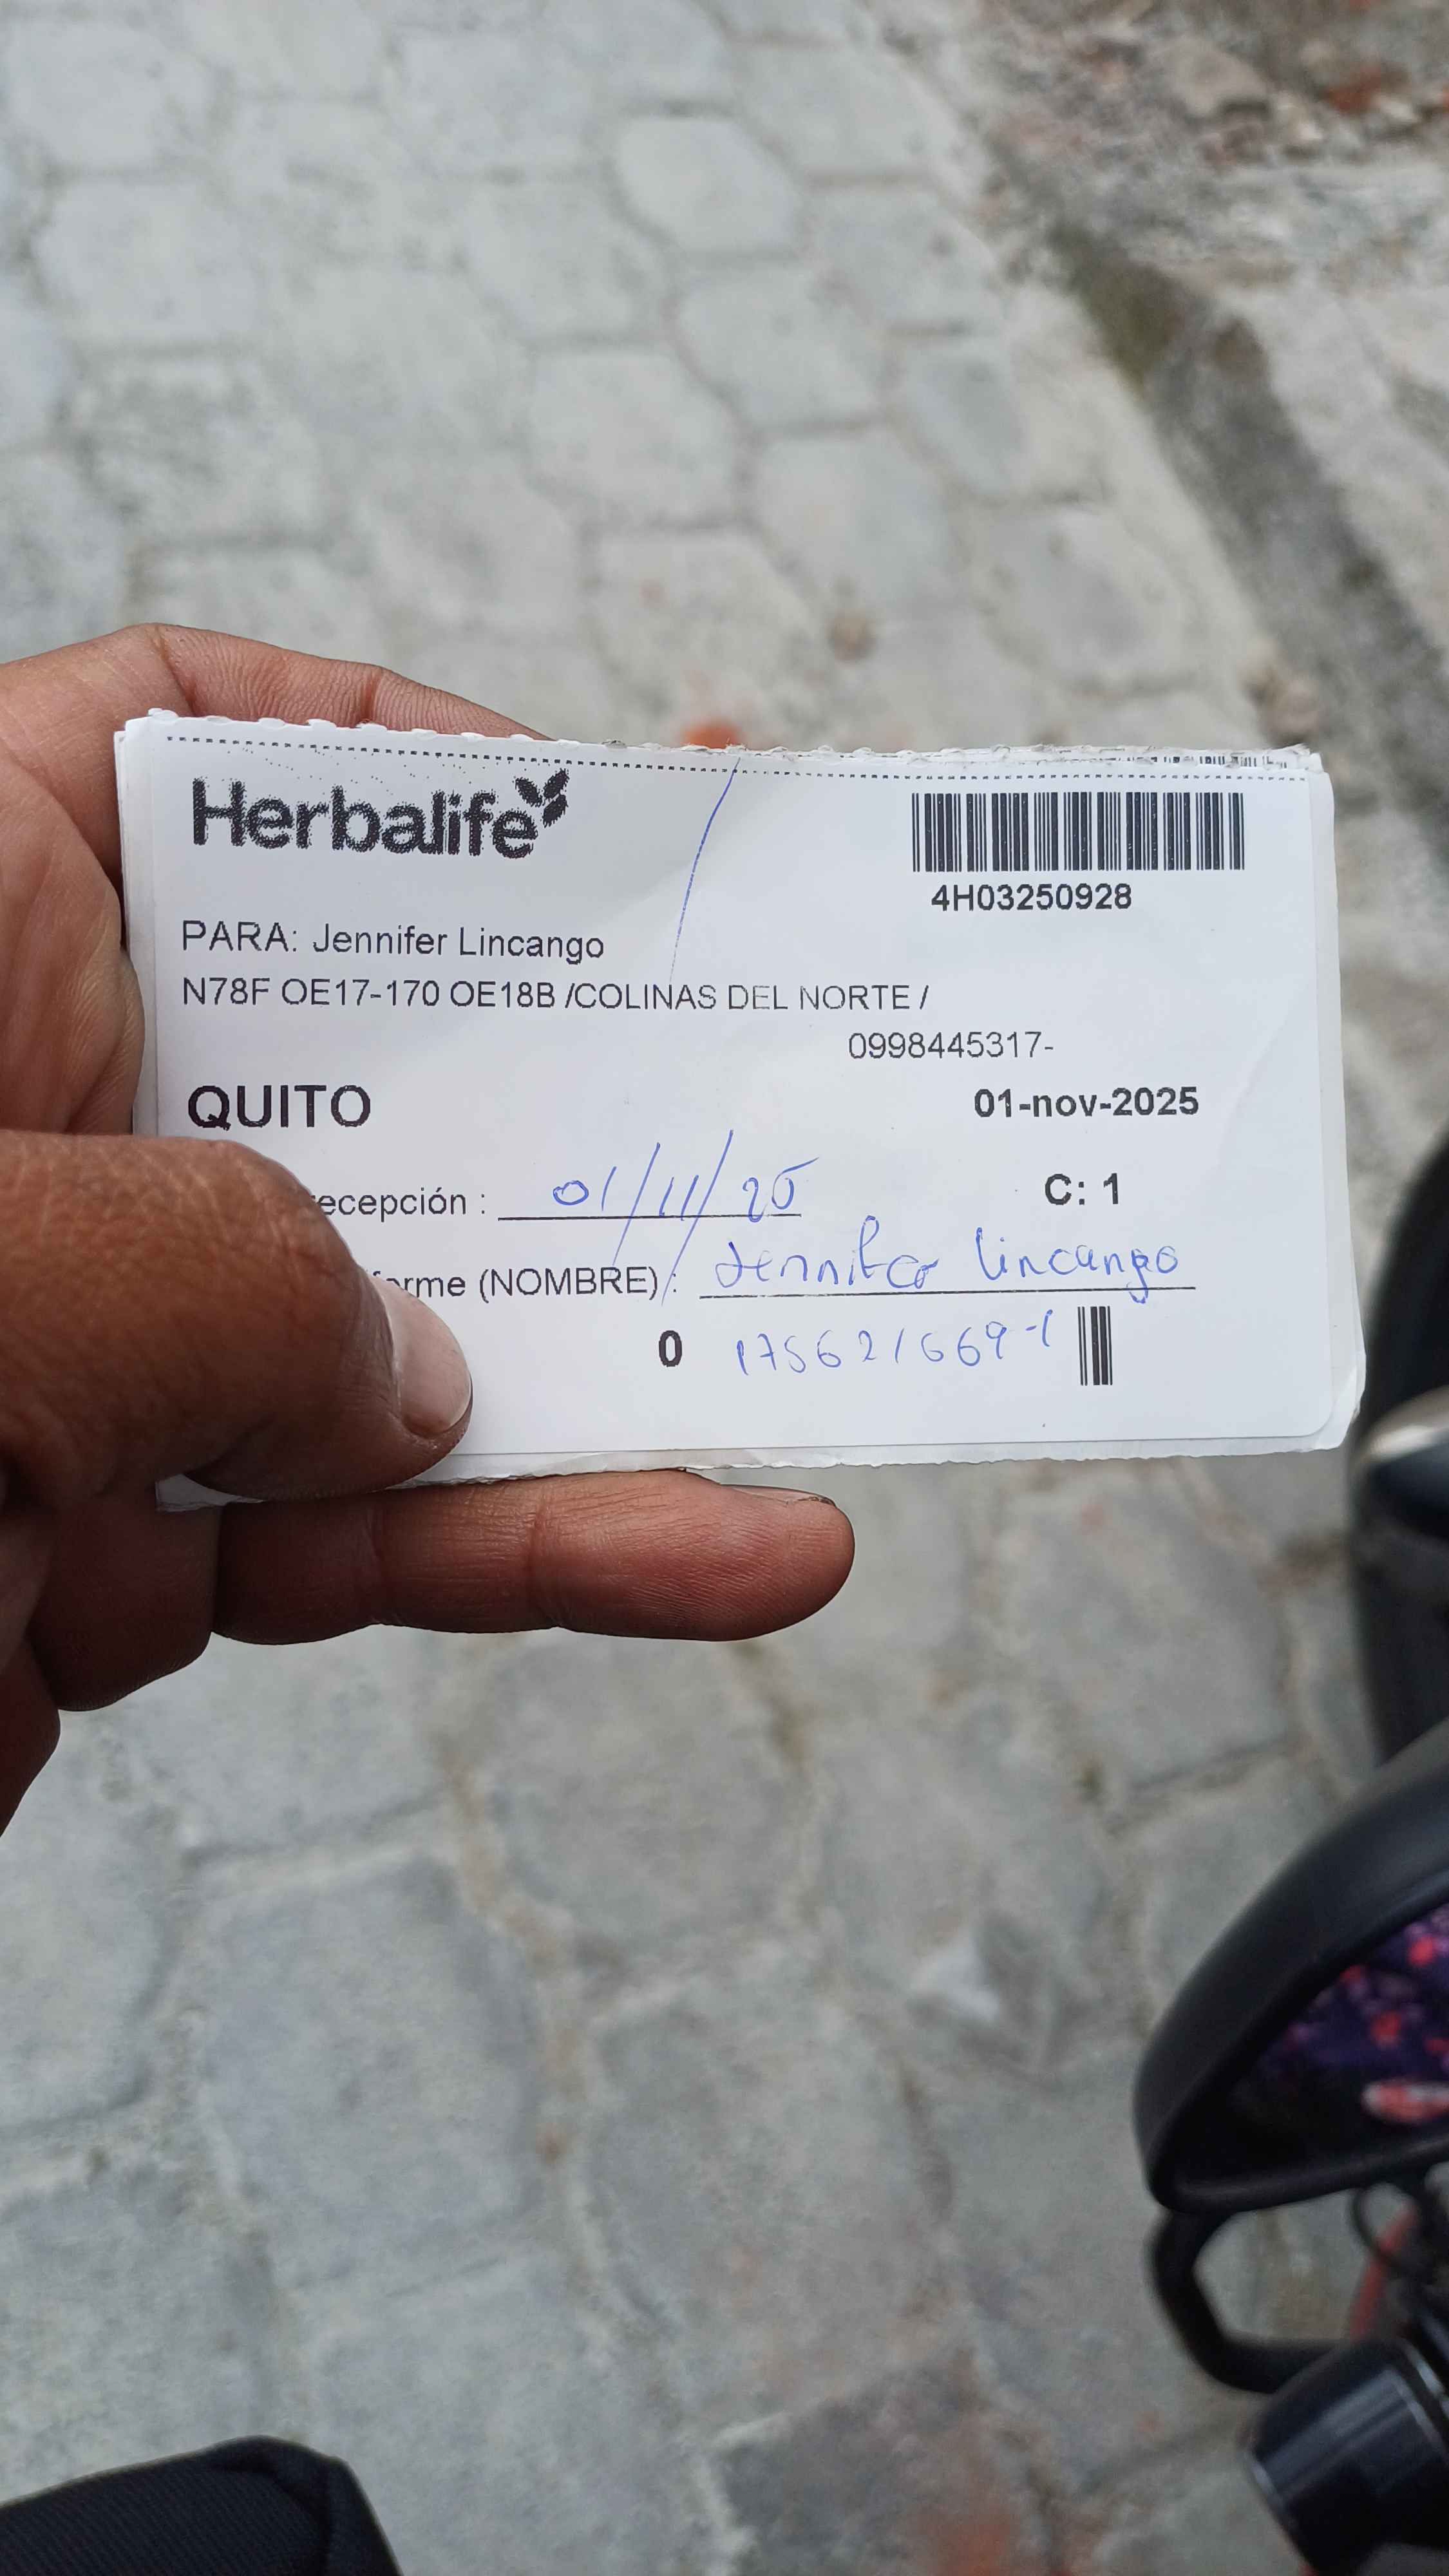 Herbalife
4H03250928
PARA: Jennifer Lincango
N78F OE17-170 OE18B /COLINAS DEL NORTE /
0998445317-
QUITO
01-nov-2025
ecepción : 01/11/25
C: 1
rme (NOMBRE) : Jennifer Lincango
0 175621669-1